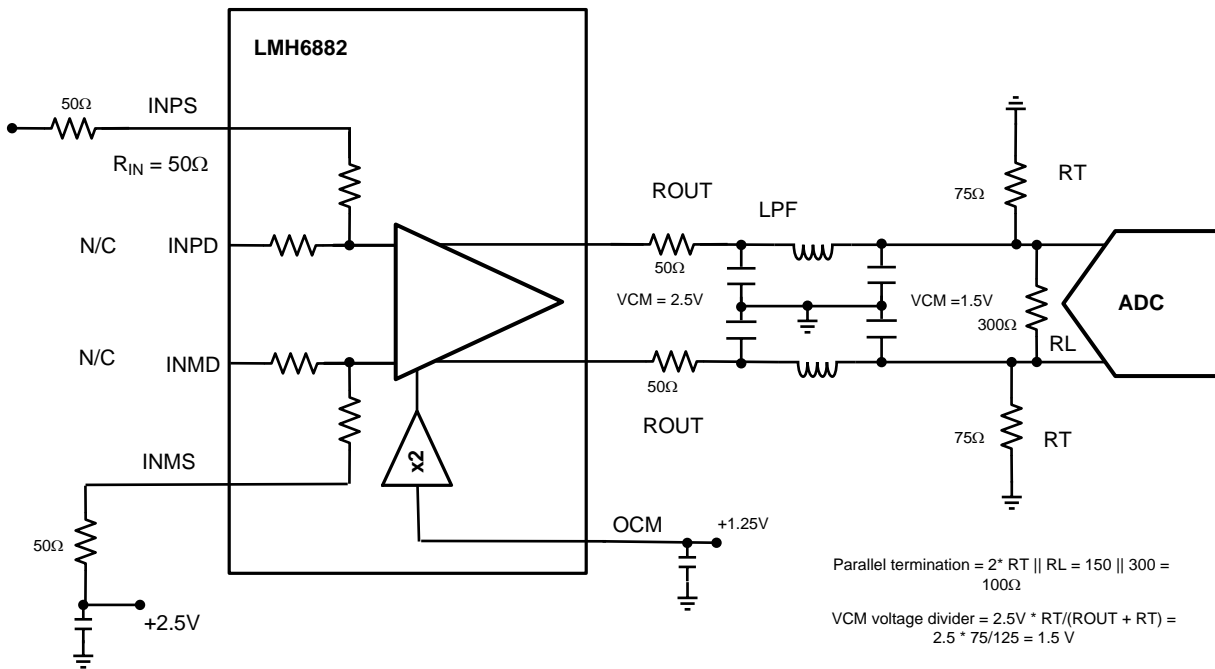 LMH6882
50Ω
INPS
R_IN = 50Ω
N/C
INPD
N/C
INMD
INMS
50Ω
+2.5V
x2
OCM
+1.25V
ROUT
50Ω
LPF
VCM = 2.5V
VCM =1.5V
50Ω
ROUT
75Ω
RT
300Ω
RL
ADC
75Ω
RT
Parallel termination = 2* RT || RL = 150 || 300 =
100Ω
VCM voltage divider = 2.5V * RT/(ROUT + RT) =
2.5 * 75/125 = 1.5 V